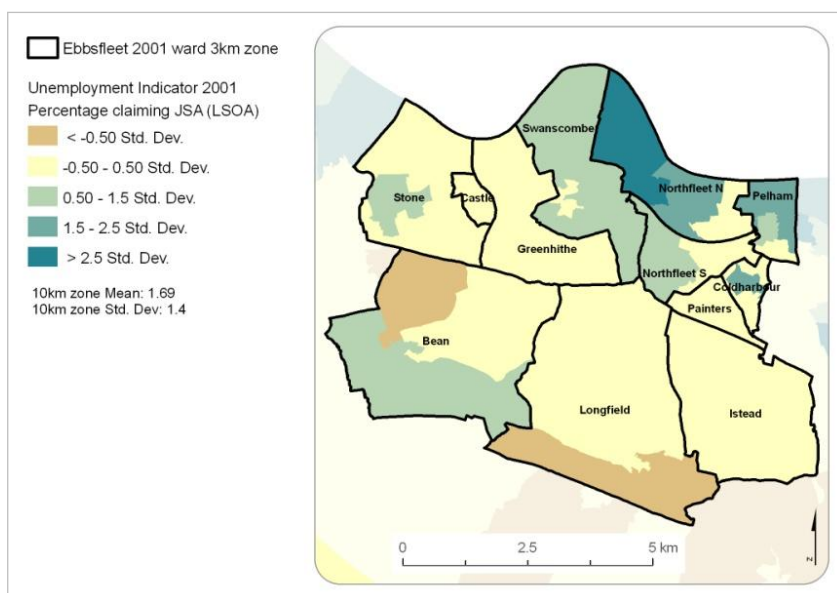 Ebbsfleet 2001 ward 3km zone
Unemployment Indicator 2001
Percentage claiming JSA (LSOA)
< -0.50 Std. Dev.
-0.50 - 0.50 Std. Dev.
0.50 - 1.5 Std. Dev.
1.5 - 2.5 Std. Dev.
> 2.5 Std. Dev.
10km zone Mean: 1.69
10km zone Std. Dev: 1.4
Swanscombe
Northfleet N
Pelham
Stone
Castle
Greenhithe
Northfleet S
Coldharbour
Painters
Bean
Longfield
Istead
0 2.5 5 km
z